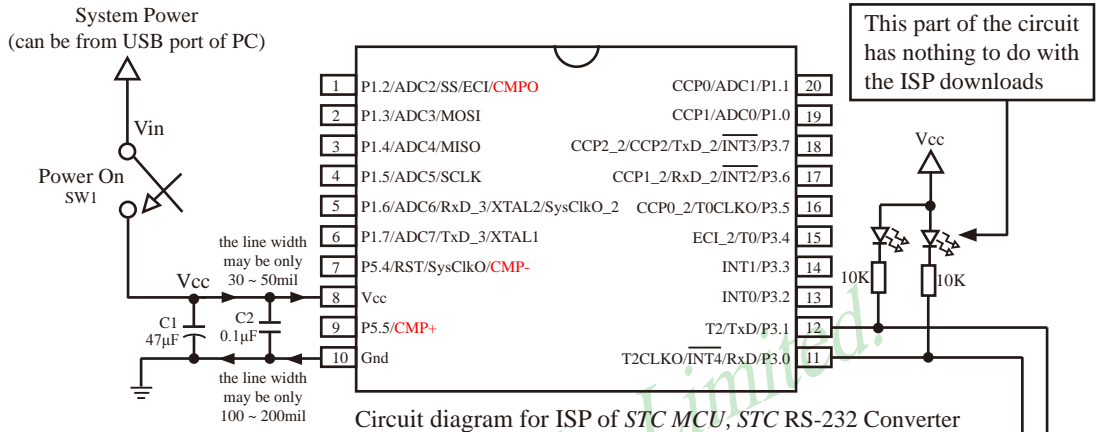 System Power
(can be from USB port of PC)
Vin
Power On
SW1
Vcc
the line width
may be only
30 ~ 50mil
C1
47µF
C2
0.1µF
the line width
may be only
100 ~ 200mil
1 P1.2/ADC2/SS/ECI/CMPO
2 P1.3/ADC3/MOSI
3 P1.4/ADC4/MISO
4 P1.5/ADC5/SCLK
5 P1.6/ADC6/RxD_3/XTAL2/SysClkO_2
6 P1.7/ADC7/TxD_3/XTAL1
7 P5.4/RST/SysClkO/CMP-
8 Vcc
9 P5.5/CMP+
10 Gnd
CCP0/ADC1/P1.1 20
CCP1/ADC0/P1.0 19
CCP2_2/CCP2/TxD_2/INT3/P3.7 18
CCP1_2/RxD_2/INT2/P3.6 17
CCP0_2/T0CLKO/P3.5 16
ECI_2/T0/P3.4 15
INT1/P3.3 14
INT0/P3.2 13
T2/TxD/P3.1 12
T2CLKO/INT4/RxD/P3.0 11
This part of the circuit
has nothing to do with
the ISP downloads
Vcc
10K
10K
Limited.
Circuit diagram for ISP of STC MCU, STC RS-232 Converter